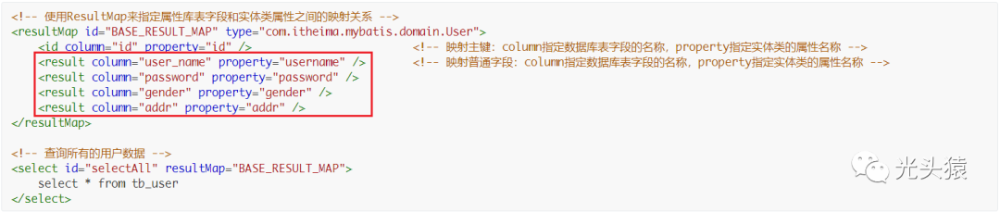 <!-- 使用ResultMap来指定属性库表字段和实体类属性之间的映射关系 -->
<resultMap id="BASE_RESULT_MAP" type="com.itheima.mybatis.domain.User">
    <id column="id" property="id" />                        <!-- 映射主键：column指定数据库表字段的名称，property指定实体类的属性名称 -->
    <result column="user_name" property="username" />       <!-- 映射普通字段：column指定数据库表字段的名称，property指定实体类的属性名称 -->
    <result column="password" property="password" />
    <result column="gender" property="gender" />
    <result column="addr" property="addr" />
</resultMap>
<!-- 查询所有的用户数据 -->
<select id="selectAll" resultMap="BASE_RESULT_MAP">
    select * from tb_user
</select>
光头猿